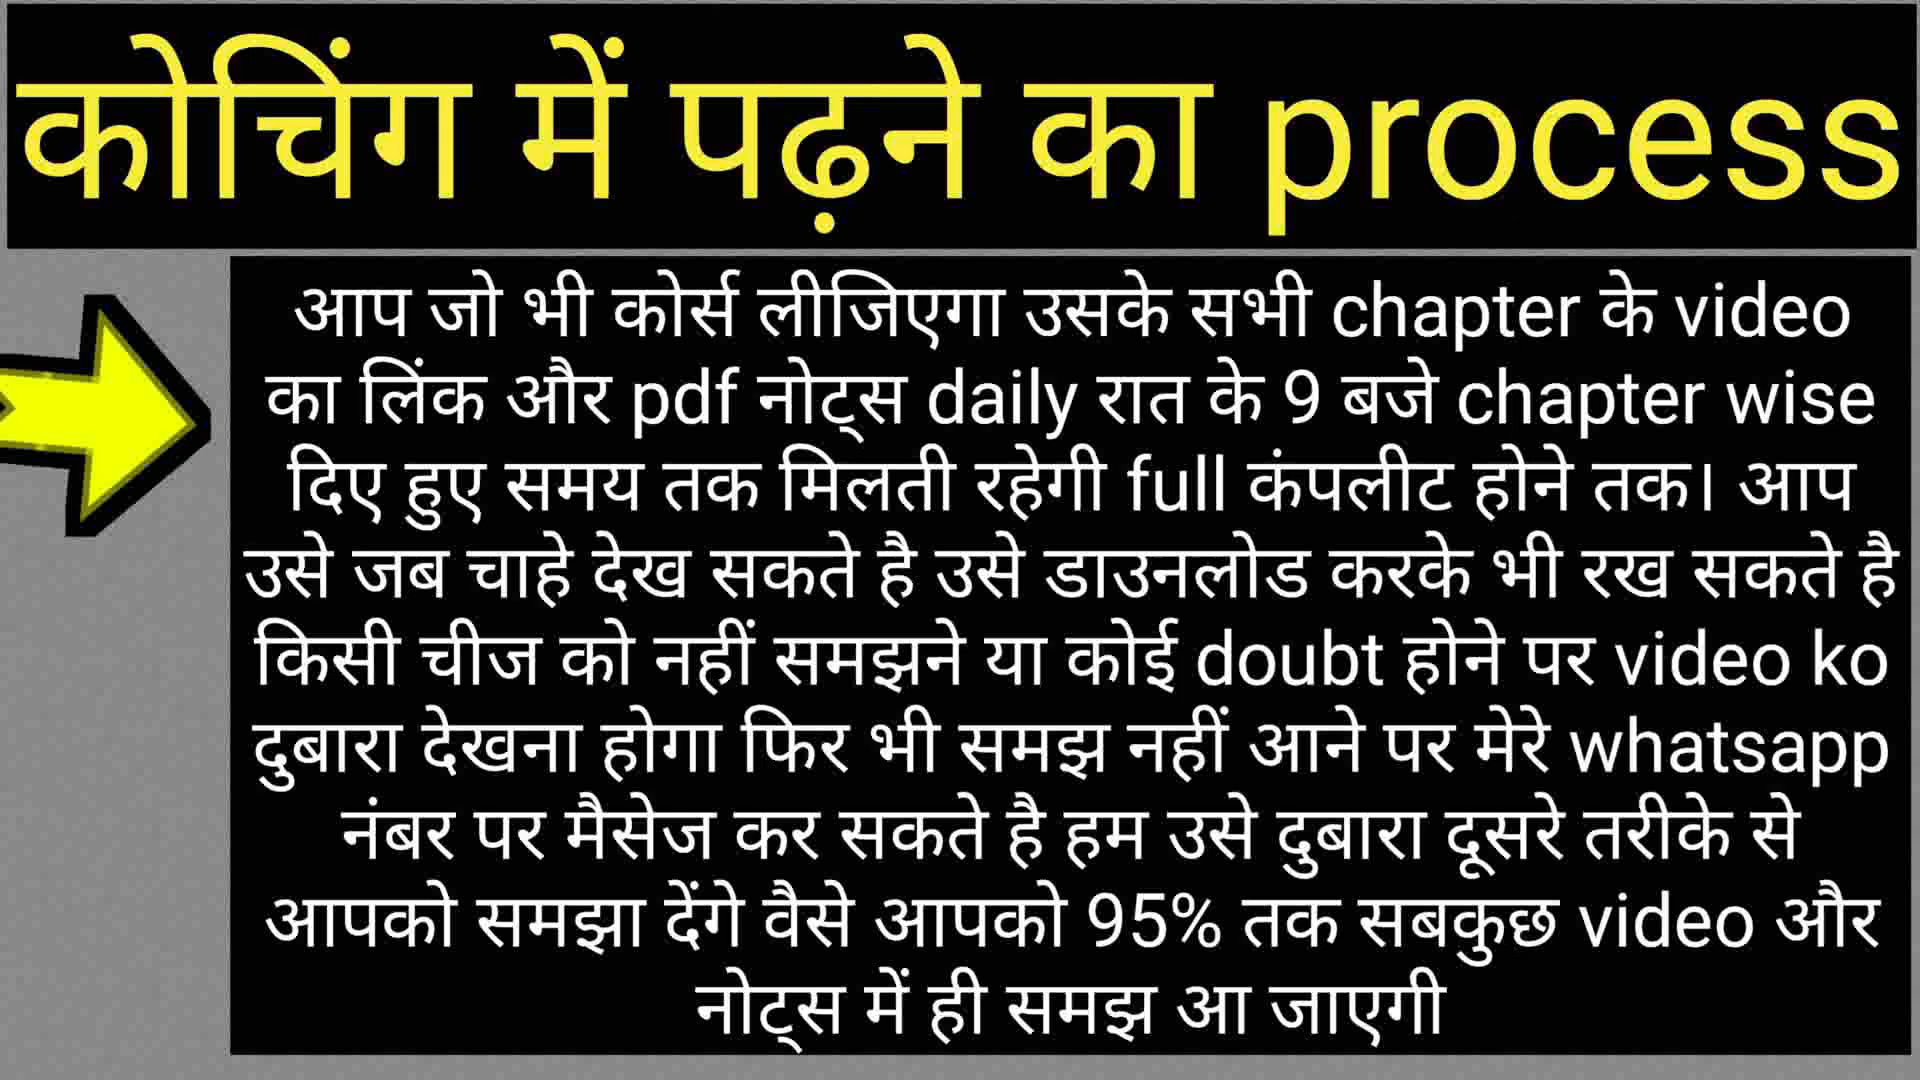 कोचिंग में पढ़ने का process
आप जो भी कोर्स लीजिएगा उसके सभी chapter के video
का लिंक और pdf नोट्स daily रात के 9 बजे chapter wise
दिए हुए समय तक मिलती रहेगी full कंपलीट होने तक। आप
उसे जब चाहे देख सकते है उसे डाउनलोड करके भी रख सकते है
किसी चीज को नहीं समझने या कोई doubt होने पर video ko
दुबारा देखना होगा फिर भी समझ नहीं आने पर मेरे whatsapp
नंबर पर मैसेज कर सकते है हम उसे दुबारा दूसरे तरीके से
आपको समझा देंगे वैसे आपको 95% तक सबकुछ video और
नोट्स में ही समझ आ जाएगी